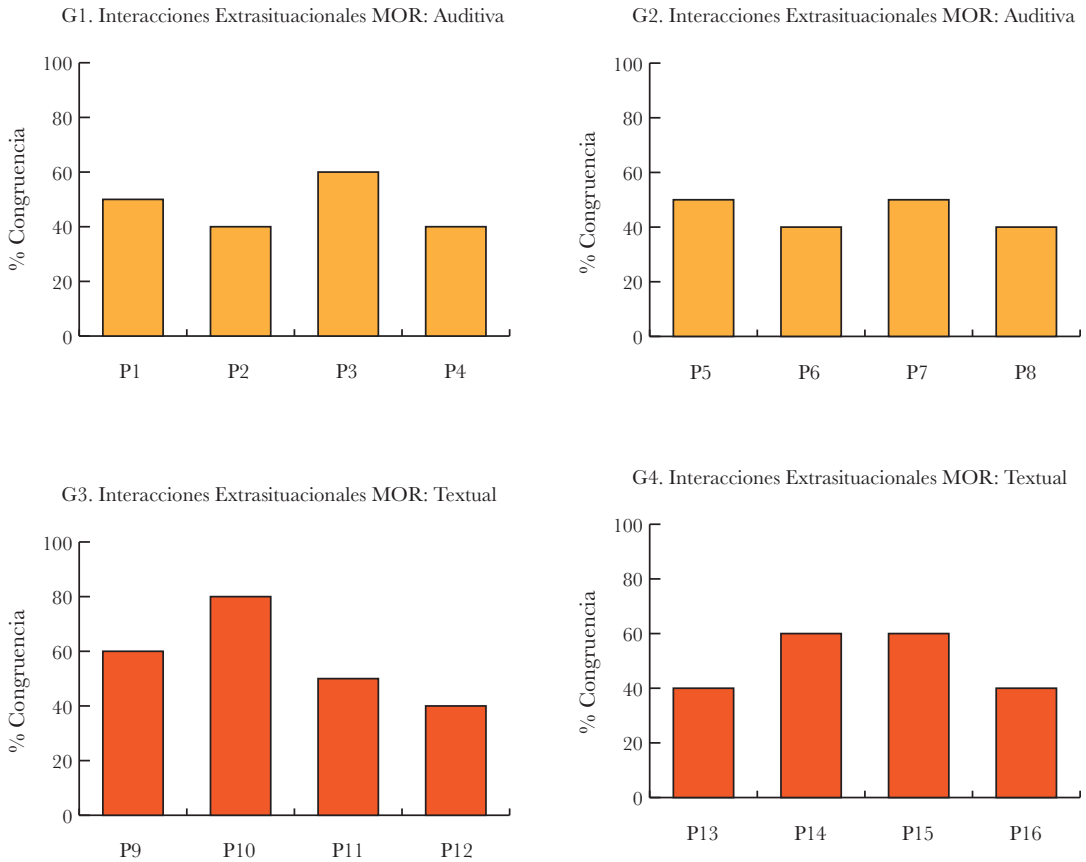 G1. Interacciones Extrasituacionales MOR: Auditiva
100
80
60
40
20
0
% Congruencia
P1 P2 P3 P4
G2. Interacciones Extrasituacionales MOR: Auditiva
100
80
60
40
20
0
% Congruencia
P5 P6 P7 P8
G3. Interacciones Extrasituacionales MOR: Textual
100
80
60
40
20
0
% Congruencia
P9 P10 P11 P12
G4. Interacciones Extrasituacionales MOR: Textual
100
80
60
40
20
0
% Congruencia
P13 P14 P15 P16